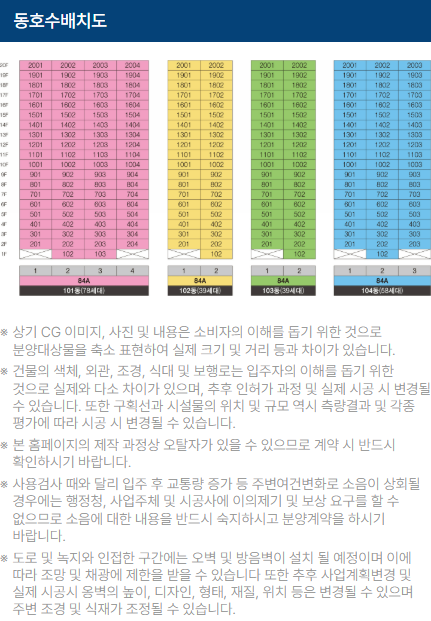 동호수배치도
20F 2001 2002 2003 2004 2001 2002 2001 2002 2001 2002 2003
19F 1901 1902 1903 1904 1901 1902 1901 1902 1901 1902 1903
18F 1801 1802 1803 1804 1801 1802 1801 1802 1801 1802 1803
17F 1701 1702 1703 1704 1701 1702 1701 1702 1701 1702 1703
16F 1601 1602 1603 1604 1601 1602 1601 1602 1601 1602 1603
15F 1501 1502 1503 1504 1501 1502 1501 1502 1501 1502 1503
14F 1401 1402 1403 1404 1401 1402 1401 1402 1401 1402 1403
13F 1301 1302 1303 1304 1301 1302 1301 1302 1301 1302 1303
12F 1201 1202 1203 1204 1201 1202 1201 1202 1201 1202 1203
11F 1101 1102 1103 1104 1101 1102 1101 1102 1101 1102 1103
10F 1001 1002 1003 1004 1001 1002 1001 1002 1001 1002 1003
9F 901 902 903 904 901 902 901 902 901 902 903
8F 801 802 803 804 801 802 801 802 801 802 803
7F 701 702 703 704 701 702 701 702 701 702 703
6F 601 602 603 604 601 602 601 602 601 602 603
5F 501 502 503 504 501 502 501 502 501 502 503
4F 401 402 403 404 401 402 401 402 401 402 403
3F 301 302 303 304 301 302 301 302 301 302 303
2F 201 202 203 204 201 202 201 202 201 202 203
1F 102 103 102 102 102
1 2 3 4 1 2 1 2 1 2 3
84A 84A 84A 84A
101동(78세대) 102동(39세대) 103동(39세대) 104동(58세대)
※ 상기 CG 이미지, 사진 및 내용은 소비자의 이해를 돕기 위한 것으로
분양대상물을 축소 표현하여 실제 크기 및 거리 등과 차이가 있습니다.
※ 건물의 색체, 외관, 조경, 식대 및 보행로는 입주자의 이해를 돕기 위한
것으로 실제와 다소 차이가 있으며, 추후 인허가 과정 및 실제 시공 시 변경될
수 있습니다. 또한 구획선과 시설물의 위치 및 규모 역시 측량결과 및 각종
평가에 따라 시공 시 변경될 수 있습니다.
※ 본 홈페이지의 제작 과정상 오탈자가 있을 수 있으므로 계약 시 반드시
확인하시기 바랍니다.
※ 사용검사 때와 달리 입주 후 교통량 증가 등 주변여건변화로 소음이 상회될
경우에는 행정청, 사업주체 및 시공사에 이의제기 및 보상 요구를 할 수
없으므로 소음에 대한 내용을 반드시 숙지하시고 분양계약을 하시기
바랍니다.
※ 도로 및 녹지와 인접한 구간에는 오벽 및 방음벽이 설치 될 예정이며 이에
따라 조망 및 채광에 제한을 받을 수 있습니다 또한 추후 사업계획변경 및
실제 시공시 옹벽의 높이, 디자인, 형태, 재질, 위치 등은 변경될 수 있으며
주변 조경 및 식재가 조정될 수 있습니다.